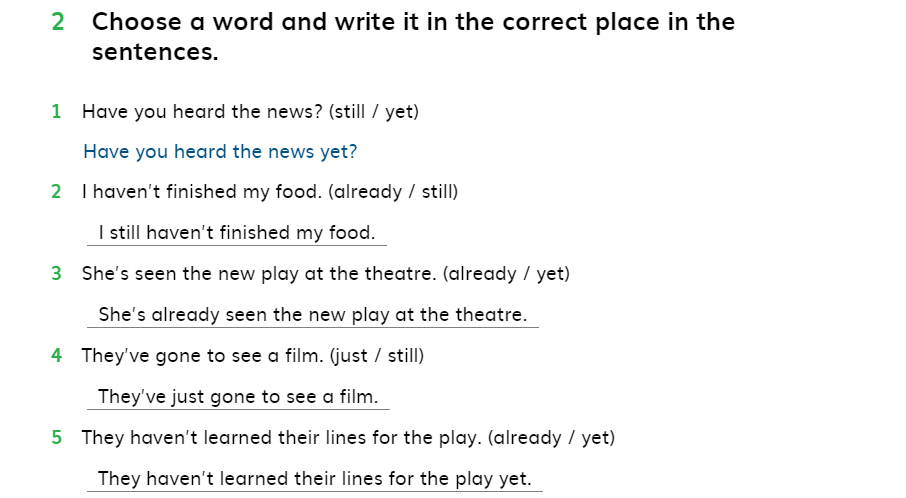 2 Choose a word and write it in the correct place in the
sentences.
1 Have you heard the news? (still / yet)
Have you heard the news yet?
2 I haven't finished my food. (already / still)
I still haven't finished my food.
3 She's seen the new play at the theatre. (already / yet)
She's already seen the new play at the theatre.
4 They've gone to see a film. (just / still)
They've just gone to see a film.
5 They haven't learned their lines for the play. (already / yet)
They haven't learned their lines for the play yet.